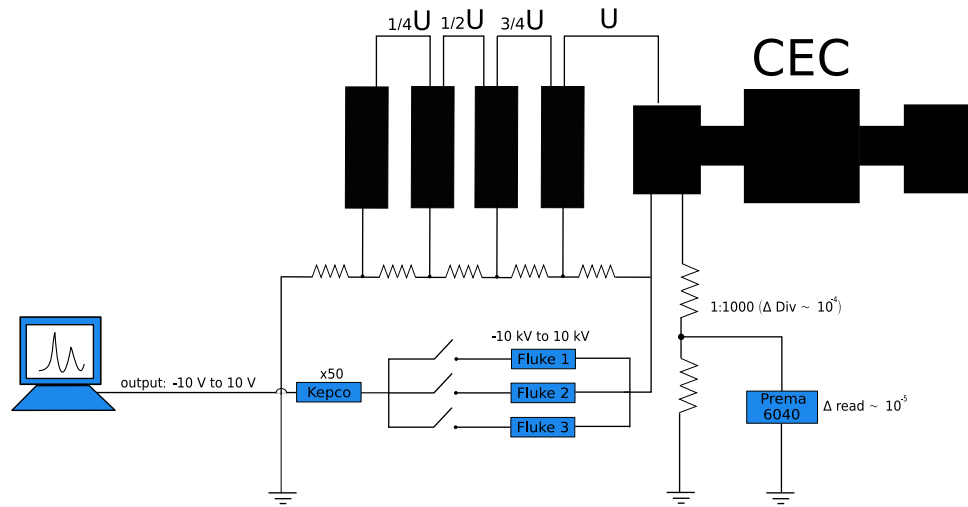 1/4U 1/2U 3/4U U
CEC
1:1000 (Δ Div ~ 10⁻⁴)
-10 kV to 10 kV
Fluke 1
output: -10 V to 10 V
x50
Kepco
Fluke 2
Fluke 3
Prema
6040
Δ read ~ 10⁻⁵